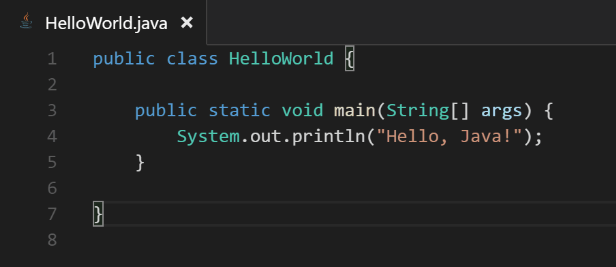 HelloWorld.java ×
1 public class HelloWorld {
2
3     public static void main(String[] args) {
4         System.out.println("Hello, Java!");
5     }
6
7 }
8